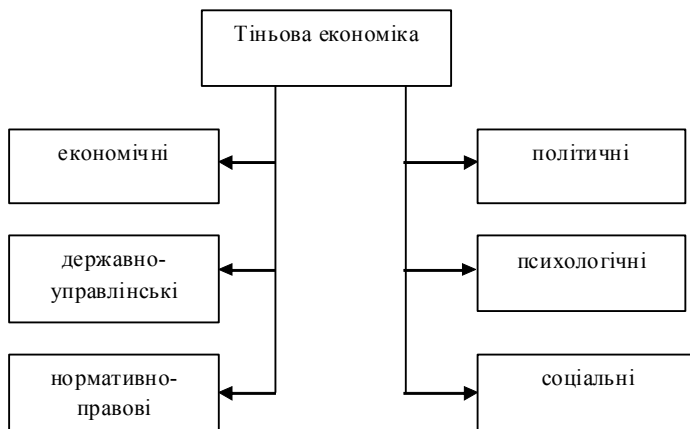 Тіньова економіка
економічні
політичні
державно-
управлінські
психологічні
нормативно-
правові
соціальні